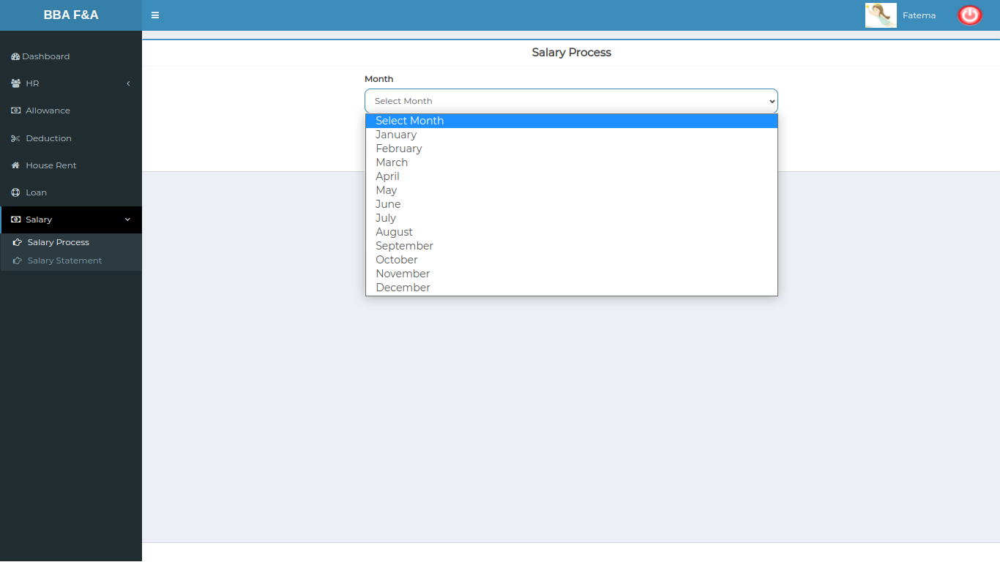 BBA F&A
Fatema
Dashboard
HR
Allowance
Deduction
House Rent
Loan
Salary
Salary Process
Salary Statement
Salary Process
Month
Select Month
Select Month
January
February
March
April
May
June
July
August
September
October
November
December